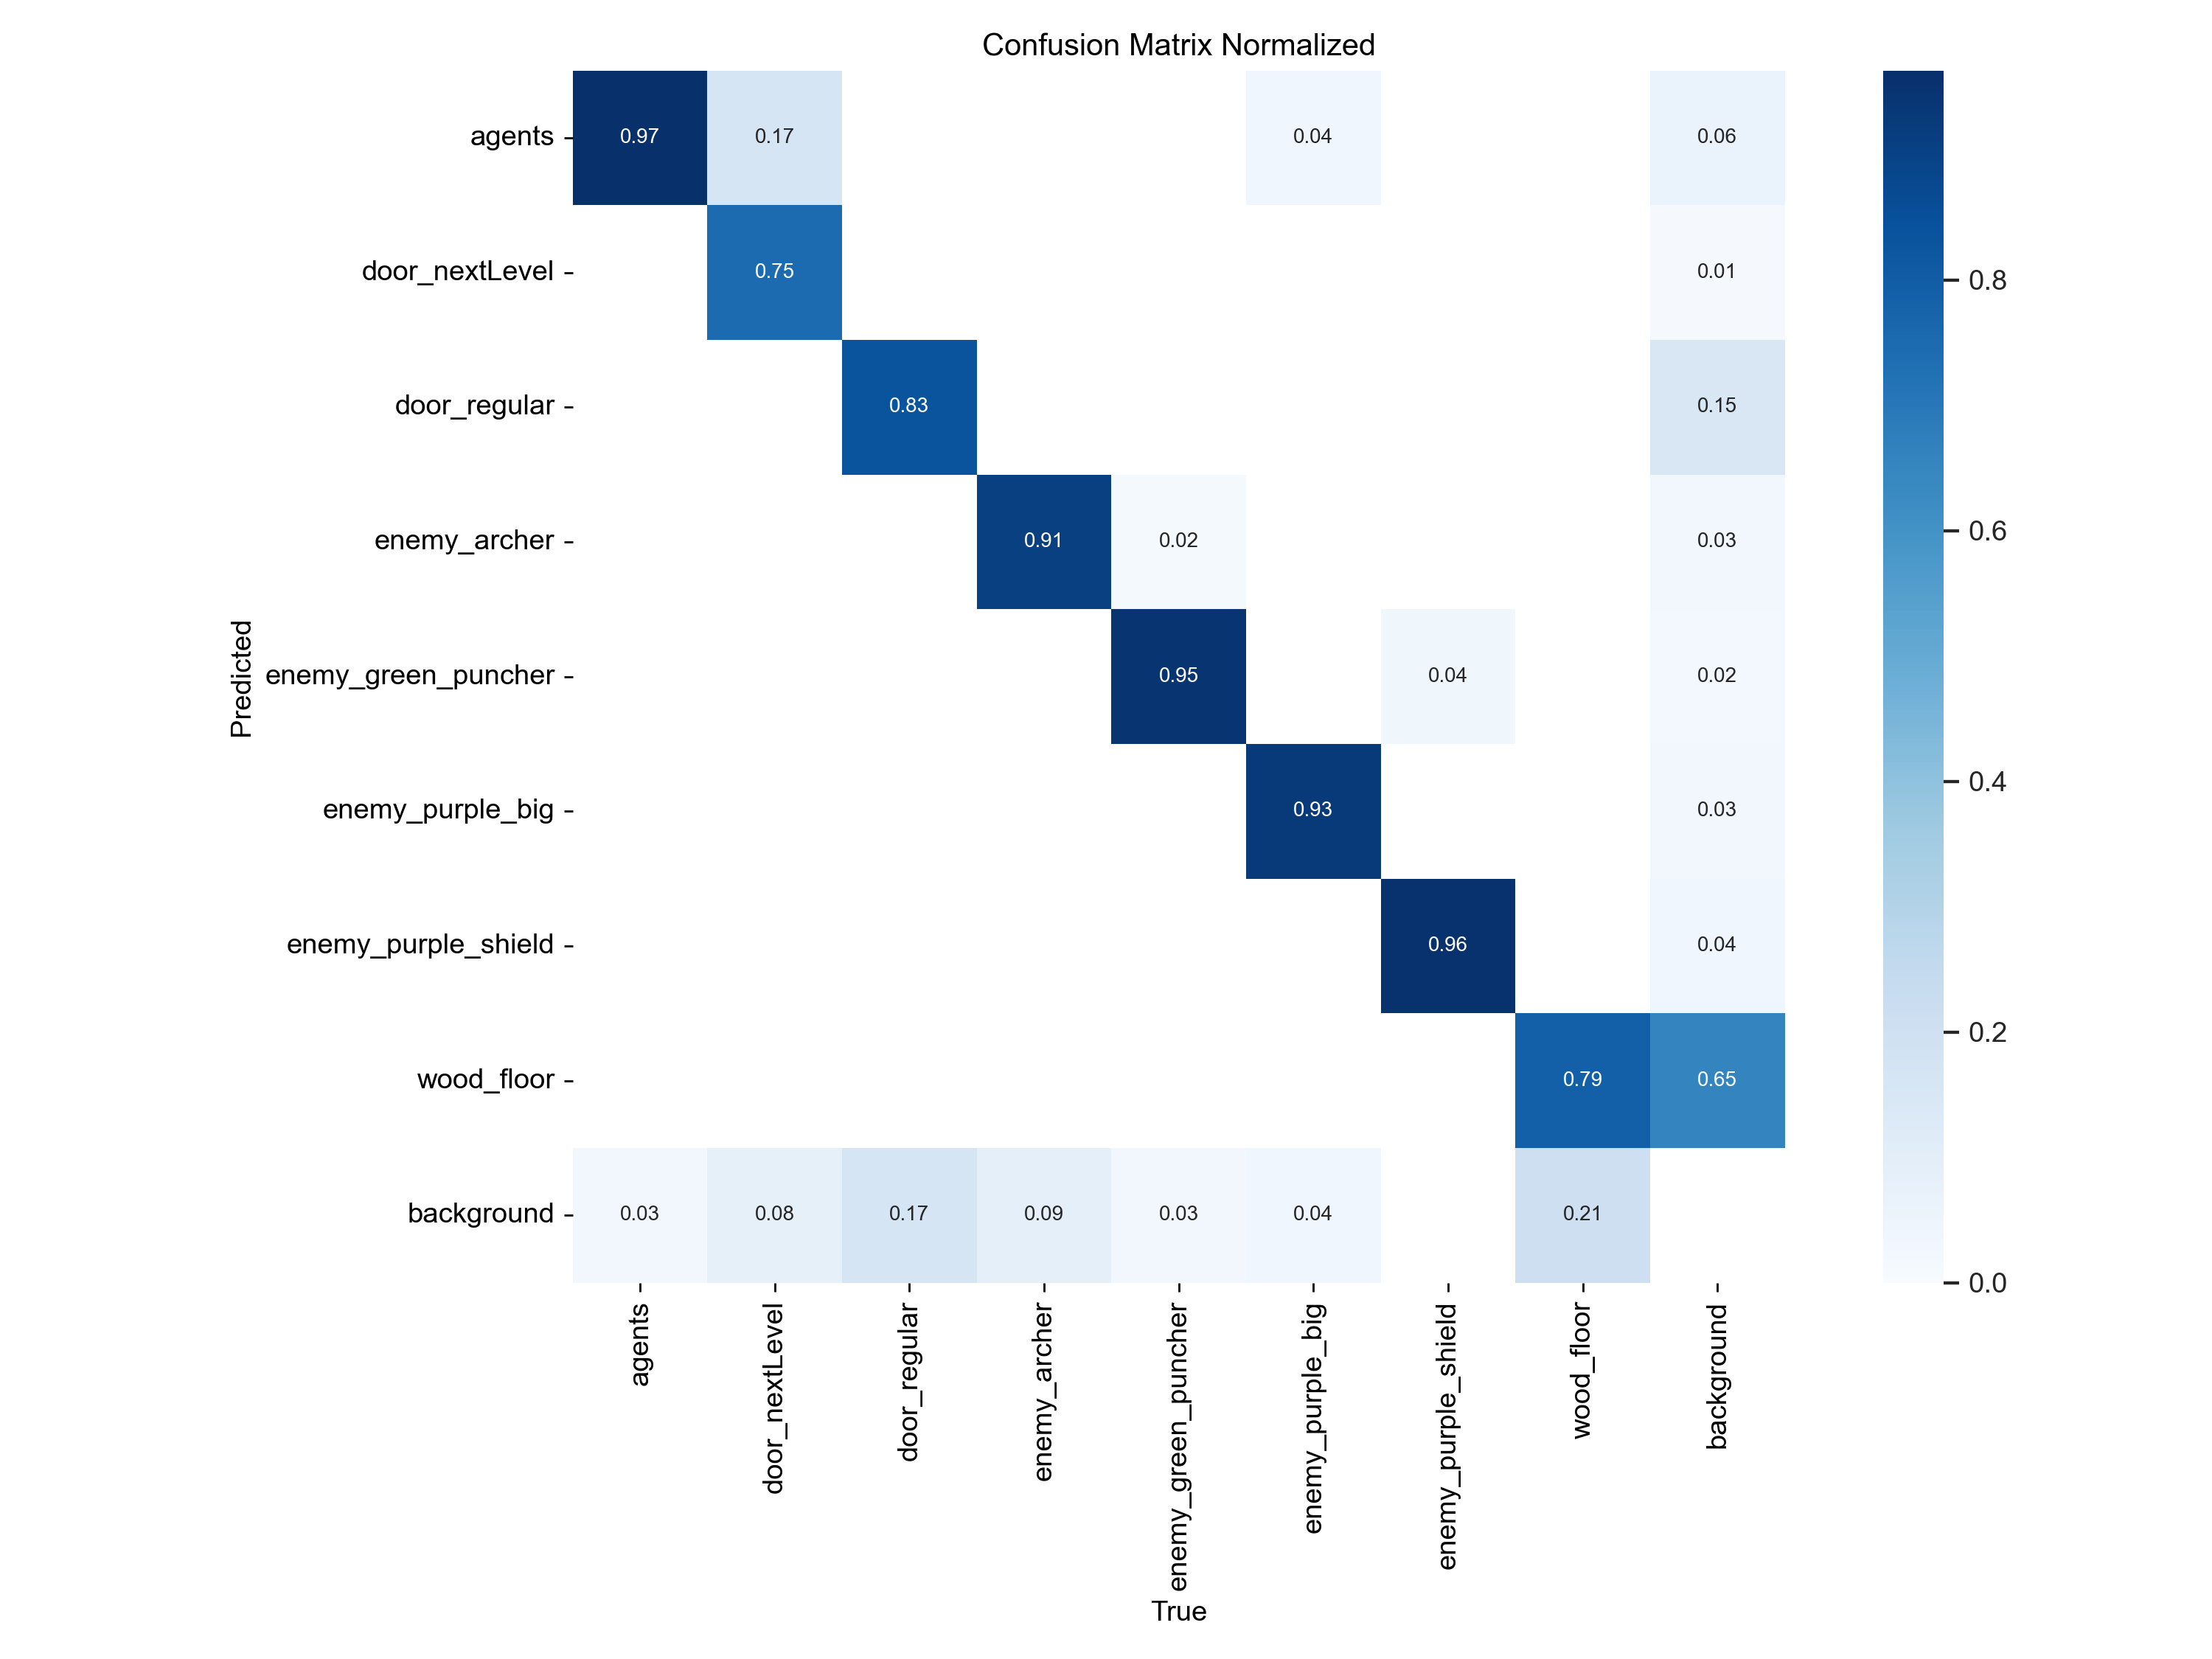 Confusion Matrix Normalized
agents
0.97
0.17
0.04
0.06
door_nextLevel
0.75
0.01
0.8
door_regular
0.83
0.15
enemy_archer
0.91
0.02
0.03
0.6
Predicted
enemy_green_puncher
0.95
0.04
0.02
enemy_purple_big
0.93
0.03
0.4
enemy_purple_shield
0.96
0.04
wood_floor
0.79
0.65
0.2
background
0.03
0.08
0.17
0.09
0.03
0.04
0.21
0.0
agents
door_nextLevel
door_regular
enemy_archer
enemy_green_puncher
enemy_purple_big
enemy_purple_shield
wood_floor
background
True